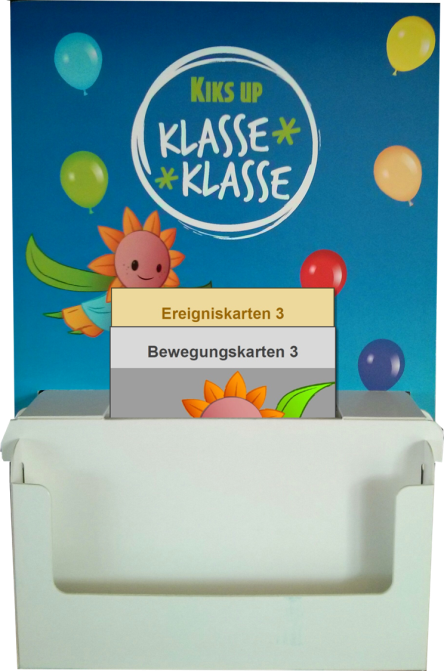 KIKS UP
KLASSE*
*KLASSE
Ereigniskarten 3
Bewegungskarten 3